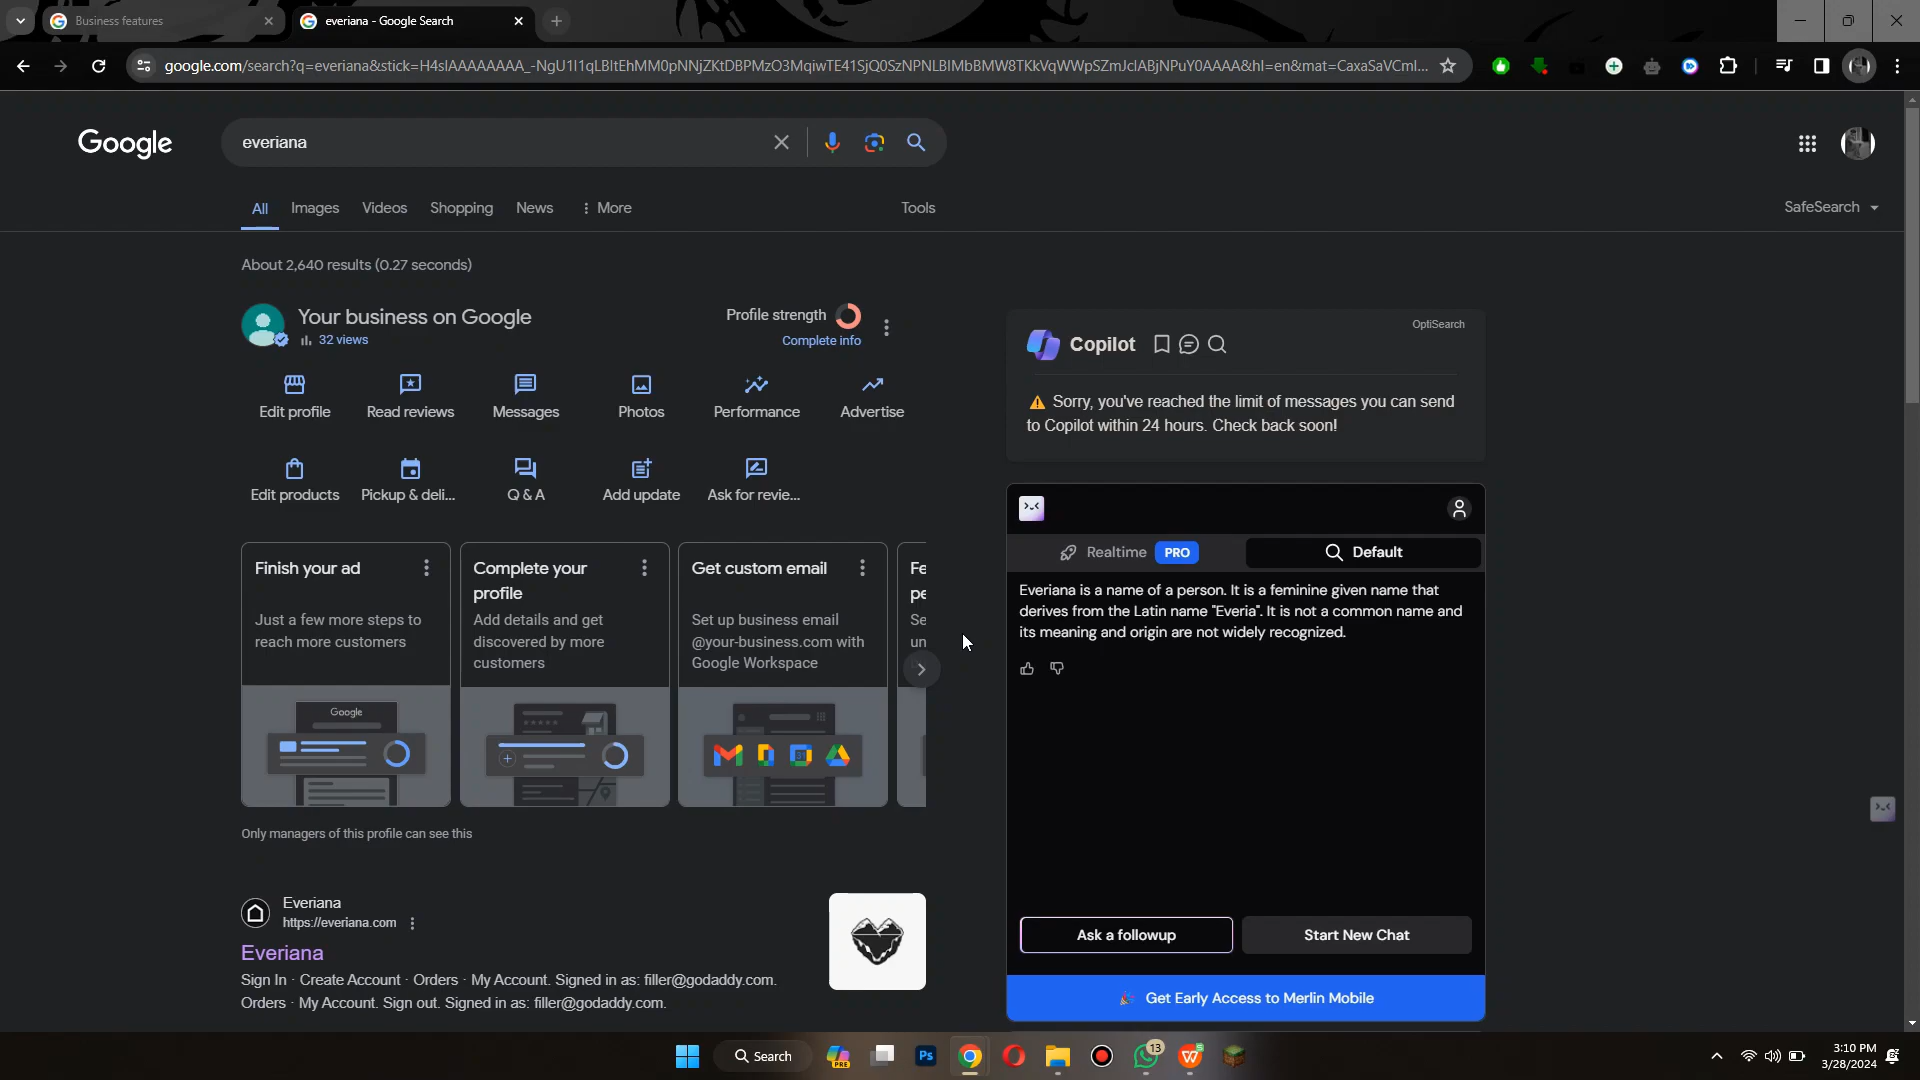 Business features
everiana - Google Search
google.com/search?q=everiana&stick=H4sIAAAAAAAA_-NgU1I1qLBItEhMM0pNNjZKtDBPMzO3MqiwTE41SjQ0SzNPNLBIMbBMW8TKkVqWWpSZmJcIABjNPuY0AAAA&hl=en&mat=CaxaSaVCml...
Google
everiana
All
Images
Videos
Shopping
News
More
Tools
SafeSearch
About 2,640 results (0.27 seconds)
Your business on Google
32 views
Profile strength
Complete info
Edit profile
Read reviews
Messages
Photos
Performance
Advertise
Edit products
Pickup & deli...
Q & A
Add update
Ask for revie...
Finish your ad
Just a few more steps to
reach more customers
Google
Complete your
profile
Add details and get
discovered by more
customers
Get custom email
Set up business email
@your-business.com with
Google Workspace
31
Fe
pe
Se
un
Only managers of this profile can see this
Everiana
https://everiana.com
Everiana
Sign In · Create Account · Orders · My Account. Signed in as: filler@godaddy.com.
Orders · My Account. Sign out. Signed in as: filler@godaddy.com.
OptiSearch
Copilot
Sorry, you've reached the limit of messages you can send
to Copilot within 24 hours. Check back soon!
Realtime PRO
Default
Everiana is a name of a person. It is a feminine given name that
derives from the Latin name "Everia". It is not a common name and
its meaning and origin are not widely recognized.
Ask a followup
Start New Chat
Get Early Access to Merlin Mobile
Search
PRE
Ps
13
S
3:10 PM
3/28/2024